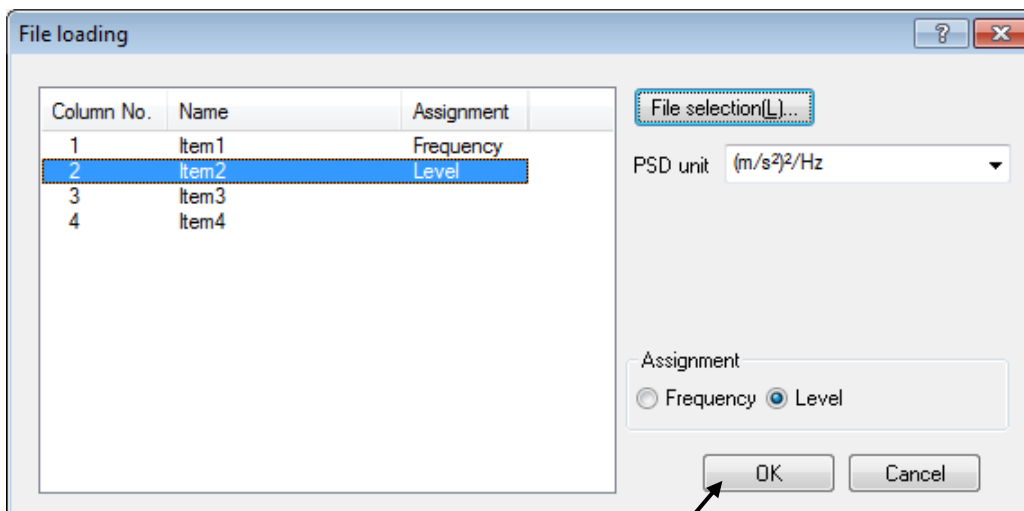 File loading
Column No. Name Assignment
1 Item1 Frequency
2 Item2 Level
3 Item3
4 Item4
File selection(L)...
PSD unit (m/s²)²/Hz
Assignment
Frequency Level
OK Cancel